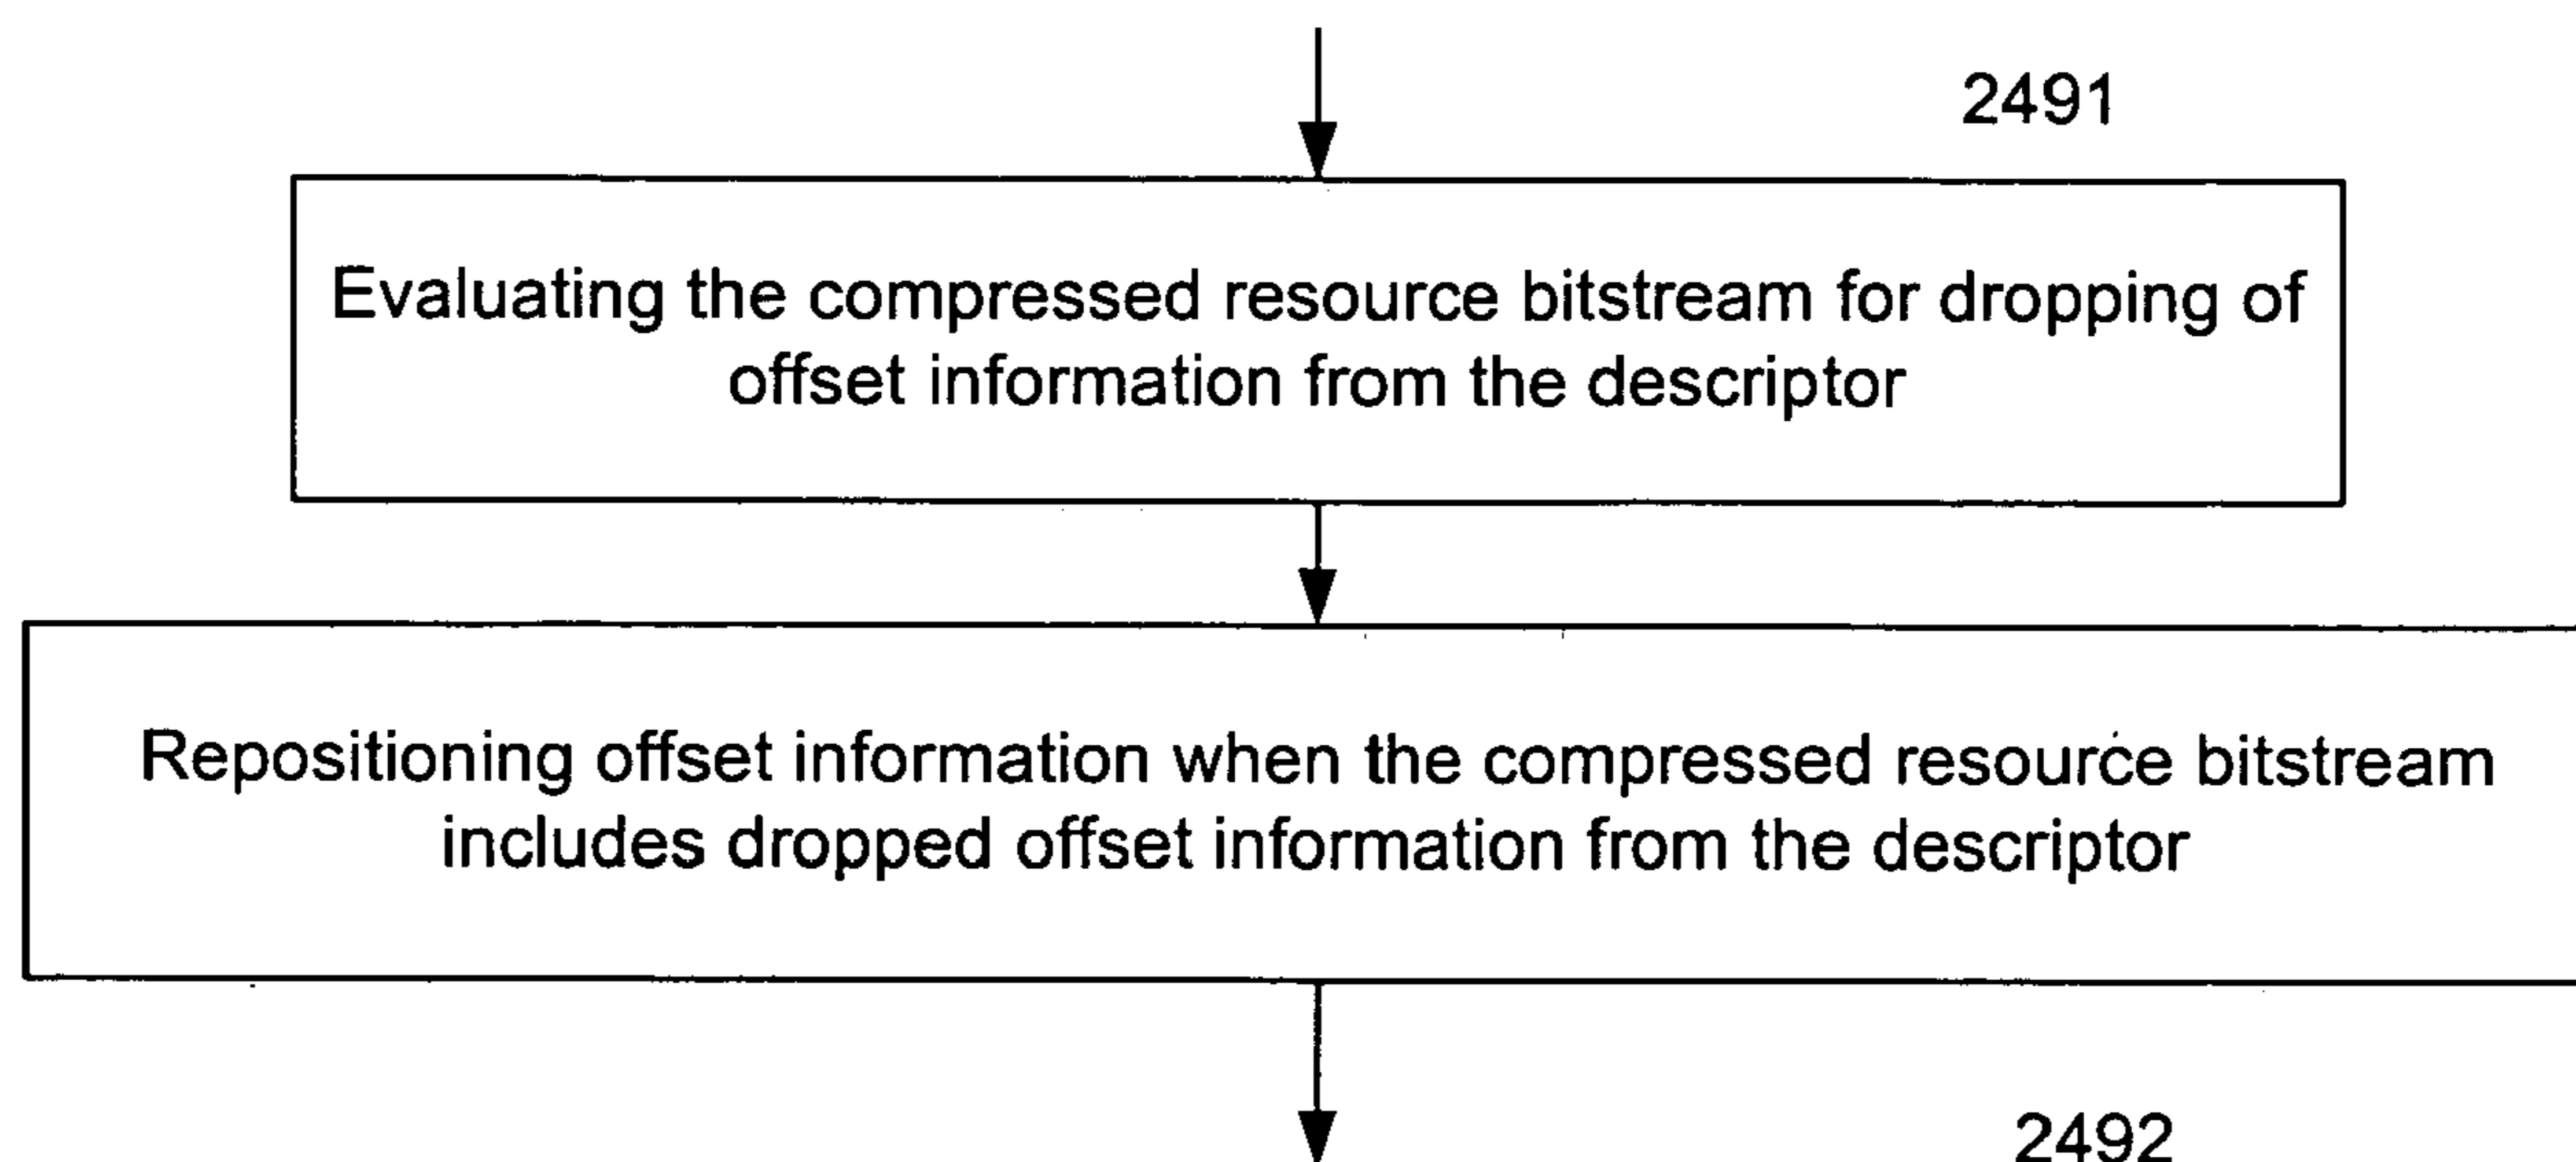 2491
Evaluating the compressed resource bitstream for dropping of
offset information from the descriptor
Repositioning offset information when the compressed resource bitstream
includes dropped offset information from the descriptor
2492